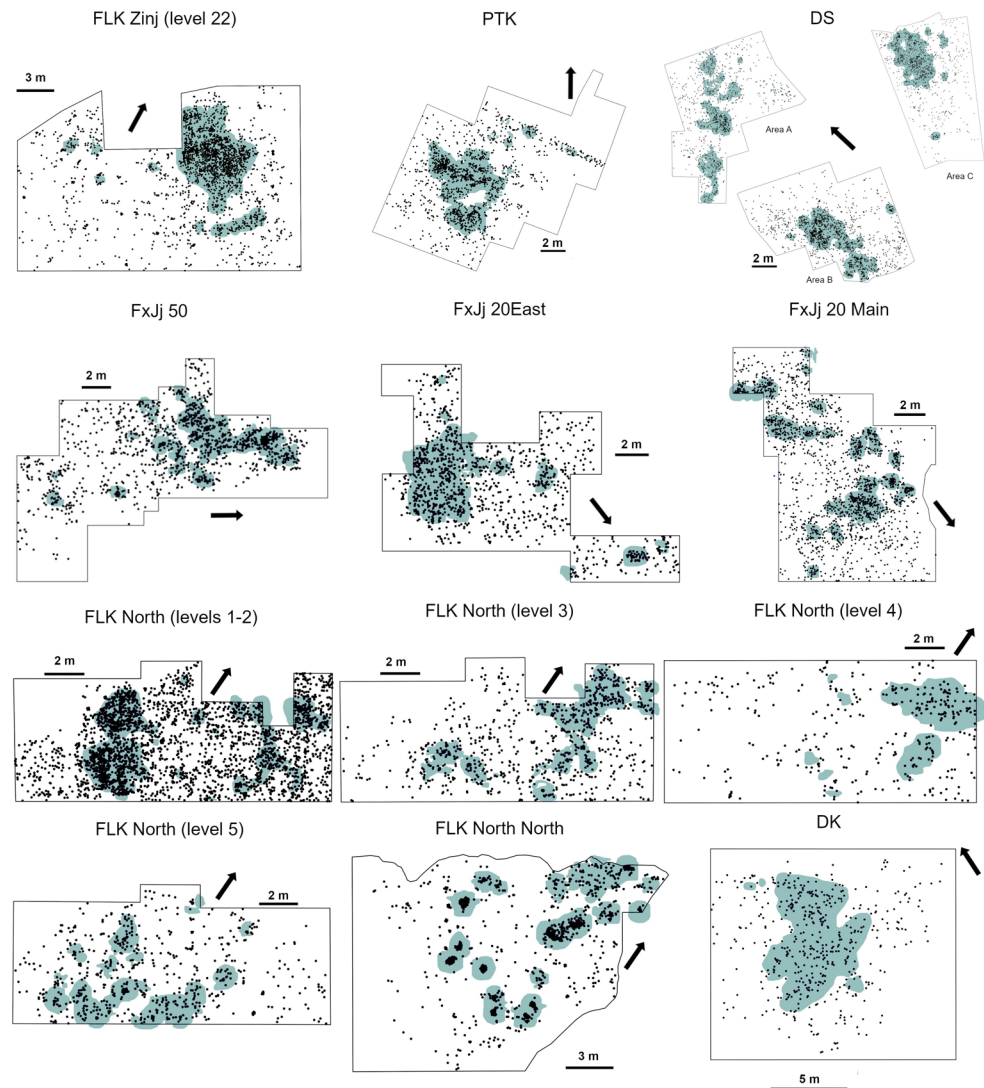 FLK Zinj (level 22)
PTK
DS
3 m
Area A
Area C
2 m
2 m
Area B
FxJj 50
FxJj 20East
FxJj 20 Main
2 m
2 m
2 m
FLK North (levels 1-2)
FLK North (level 3)
FLK North (level 4)
2 m
2 m
2 m
FLK North (level 5)
FLK North North
DK
2 m
3 m
5 m